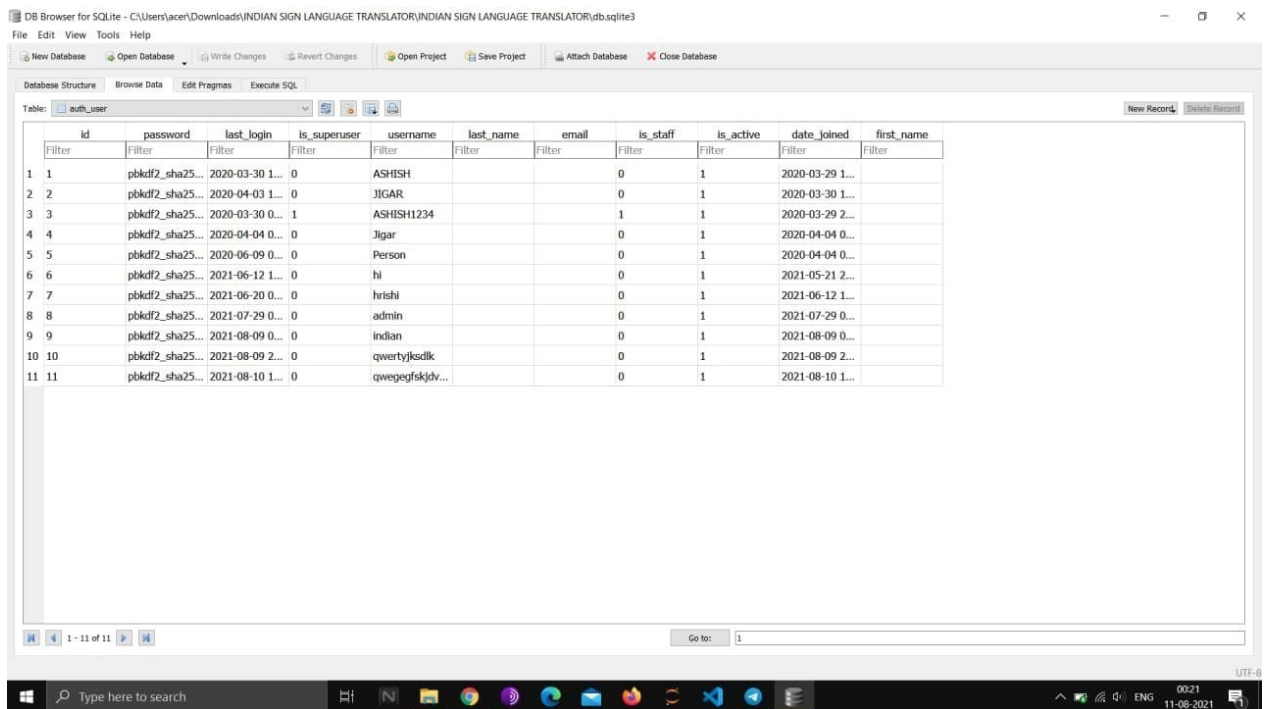 DB Browser for SQLite - C:\Users\acer\Downloads\INDIAN SIGN LANGUAGE TRANSLATOR\INDIAN SIGN LANGUAGE TRANSLATOR\db.sqlite3
File Edit View Tools Help
New Database Open Database Write Changes Revert Changes Open Project Save Project Attach Database Close Database
Database Structure Browse Data Edit Pragmas Execute SQL
Table: auth_user New Record Delete Record
id password last_login is_superuser username last_name email is_staff is_active date_joined first_name
Filter Filter Filter Filter Filter Filter Filter Filter Filter Filter Filter
1 1 pbkdf2_sha25... 2020-03-30 1... 0 ASHISH 0 1 2020-03-29 1...
2 2 pbkdf2_sha25... 2020-04-03 1... 0 JIGAR 0 1 2020-03-30 1...
3 3 pbkdf2_sha25... 2020-03-30 0... 1 ASHISH1234 1 1 2020-03-29 2...
4 4 pbkdf2_sha25... 2020-04-04 0... 0 Jigar 0 1 2020-04-04 0...
5 5 pbkdf2_sha25... 2020-06-09 0... 0 Person 0 1 2020-04-04 0...
6 6 pbkdf2_sha25... 2021-06-12 1... 0 hi 0 1 2021-05-21 2...
7 7 pbkdf2_sha25... 2021-06-20 0... 0 hrishi 0 1 2021-06-12 1...
8 8 pbkdf2_sha25... 2021-07-29 0... 0 admin 0 1 2021-07-29 0...
9 9 pbkdf2_sha25... 2021-08-09 0... 0 indian 0 1 2021-08-09 0...
10 10 pbkdf2_sha25... 2021-08-09 2... 0 qwertyjksdlk 0 1 2021-08-09 2...
11 11 pbkdf2_sha25... 2021-08-10 1... 0 qwegegfskjdv... 0 1 2021-08-10 1...
1 - 11 of 11 Go to: 1
UTF-8
Type here to search ENG 00:21
11-08-2021